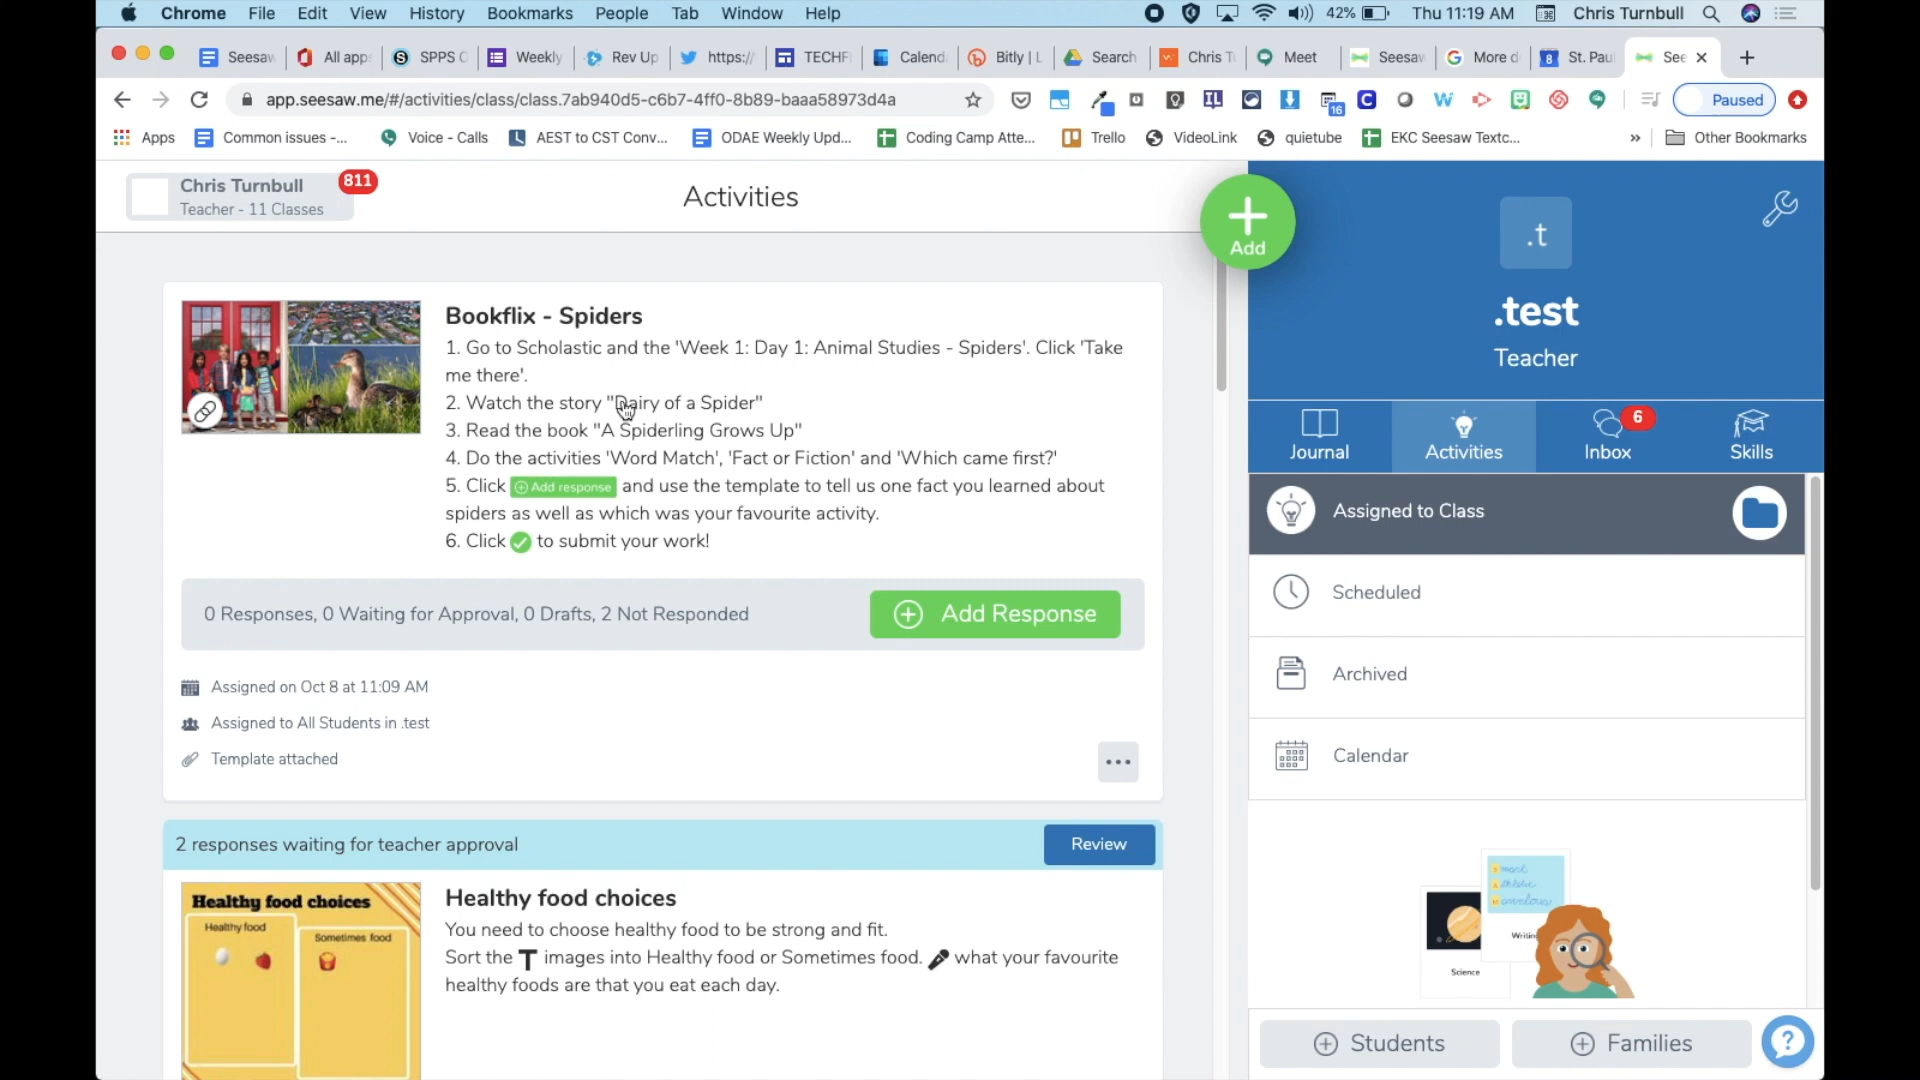 Chrome File Edit View History Bookmarks People Tab Window Help 42% Thu 11:19 AM Chris Turnbull
Seesaw All apps SPPS Weekly Rev Up https:/ TECHF Calend Bitly | L Search Chris T Meet Seesaw More d St. Paul See
app.seesaw.me/#/activities/class/class.7ab940d5-c6b7-4ff0-8b89-baaa58973d4a 16 Paused
Apps Common issues -... Voice - Calls AEST to CST Conv... ODAE Weekly Upd... Coding Camp Atte... Trello VideoLink quietube EKC Seesaw Textc... » Other Bookmarks
Chris Turnbull
Teacher - 11 Classes
811
Activities
Add
Bookflix - Spiders
1. Go to Scholastic and the 'Week 1: Day 1: Animal Studies - Spiders'. Click 'Take
me there'.
2. Watch the story "Dairy of a Spider"
3. Read the book "A Spiderling Grows Up"
4. Do the activities 'Word Match', 'Fact or Fiction' and 'Which came first?'
5. Click Add response and use the template to tell us one fact you learned about
spiders as well as which was your favourite activity.
6. Click to submit your work!
0 Responses, 0 Waiting for Approval, 0 Drafts, 2 Not Responded
Add Response
Assigned on Oct 8 at 11:09 AM
Assigned to All Students in .test
Template attached
2 responses waiting for teacher approval
Review
Healthy food choices
Healthy food
Sometimes food
Healthy food choices
You need to choose healthy food to be strong and fit.
Sort the T images into Healthy food or Sometimes food. what your favourite
healthy foods are that you eat each day.
.t
.test
Teacher
Journal Activities Inbox 6 Skills
Assigned to Class
Scheduled
Archived
Calendar
smart
athletic
Writing
Science
Students
Families
?